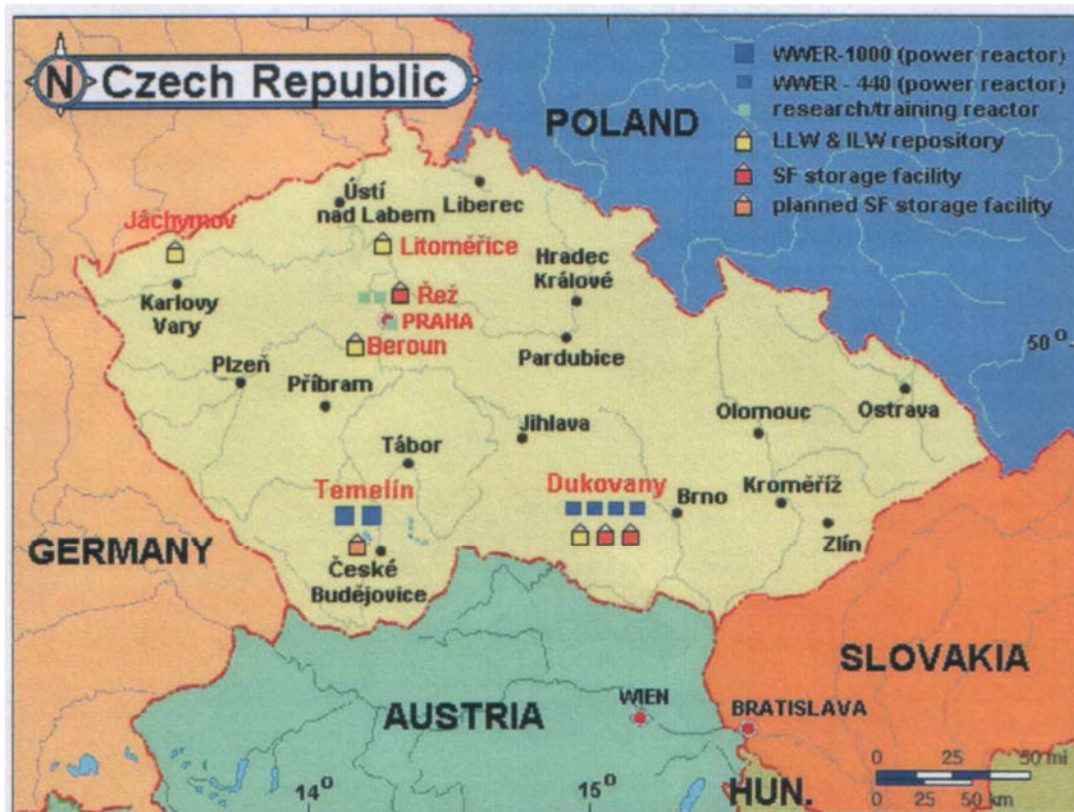 N Czech Republic
WWER-1000 (power reactor)
WWER - 440 (power reactor)
research/training reactor
LLW & ILW repository
SF storage facility
planned SF storage facility
POLAND
Ústí
nad Labem
Liberec
Jáchymov
Litoměřice
Hradec
Králové
Karlovy
Vary
Řež
PRAHA
Beroun
Pardubice
50°
Plzeň
Příbram
Ostrava
Olomouc
Jihlava
Tábor
Temelín
Dukovany
Brno
Kroměříž
Zlín
GERMANY
České
Budějovice
SLOVAKIA
WIEN
AUSTRIA
BRATISLAVA
0 25 50 mi
0 25 50 km
14°
15°
HUN.